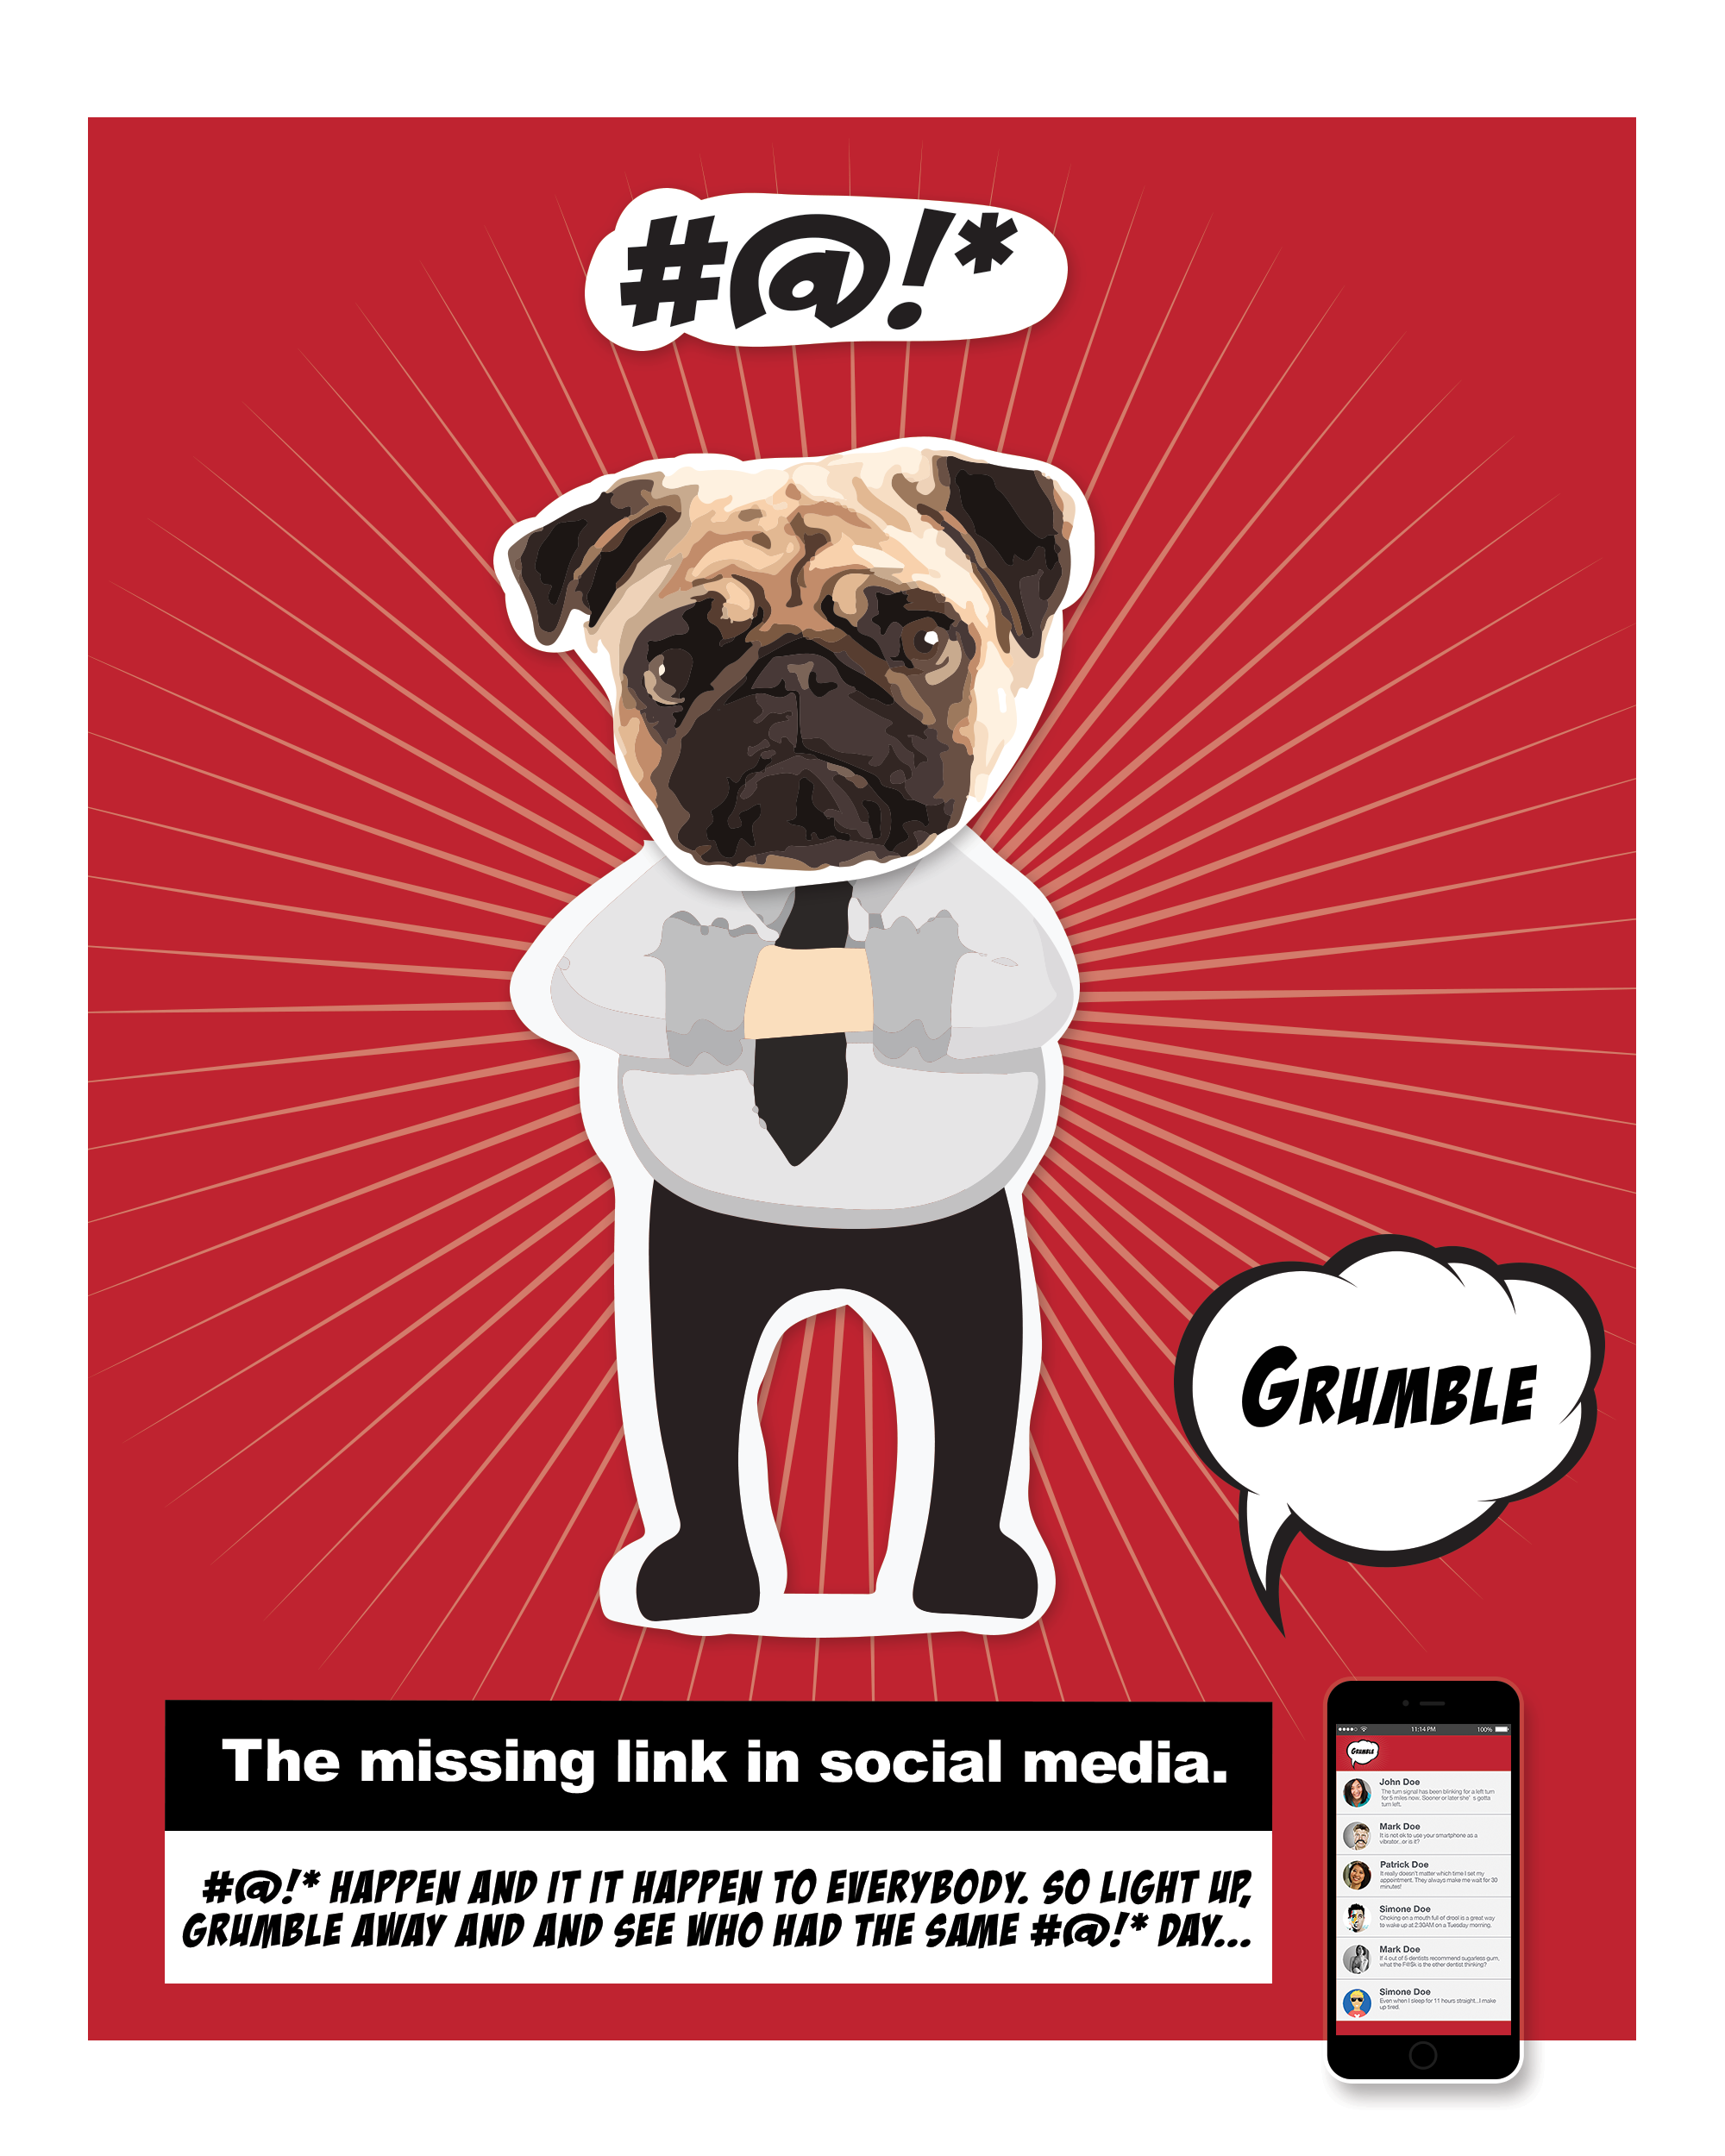 #@!*
GRUMBLE
The missing link in social media.
#@!* HAPPEN AND IT IT HAPPEN TO EVERYBODY. SO LIGHT UP,
GRUMBLE AWAY AND AND SEE WHO HAD THE SAME #@!* DAY...
11:14 PM
100%
GRUMBLE
John Doe
The turn signal has been blinking for a left turn
for 5 miles now. Sooner or later she's gotta
turn left.
Mark Doe
It is not ok to use your smartphone as a
vibrator...or is it?
Patrick Doe
It really doesn't matter which time I set my
appointment. They always make me wait for 30
minutes!
Simone Doe
Choking on a mouth full of drool is a great way
to wake up at 2:30AM on a Tuesday morning.
Mark Doe
If 4 out of 5 dentists recommend sugarless gum,
what the F@$k is the other dentist thinking?
Simone Doe
Even when I sleep for 11 hours straight...I make
up tired.